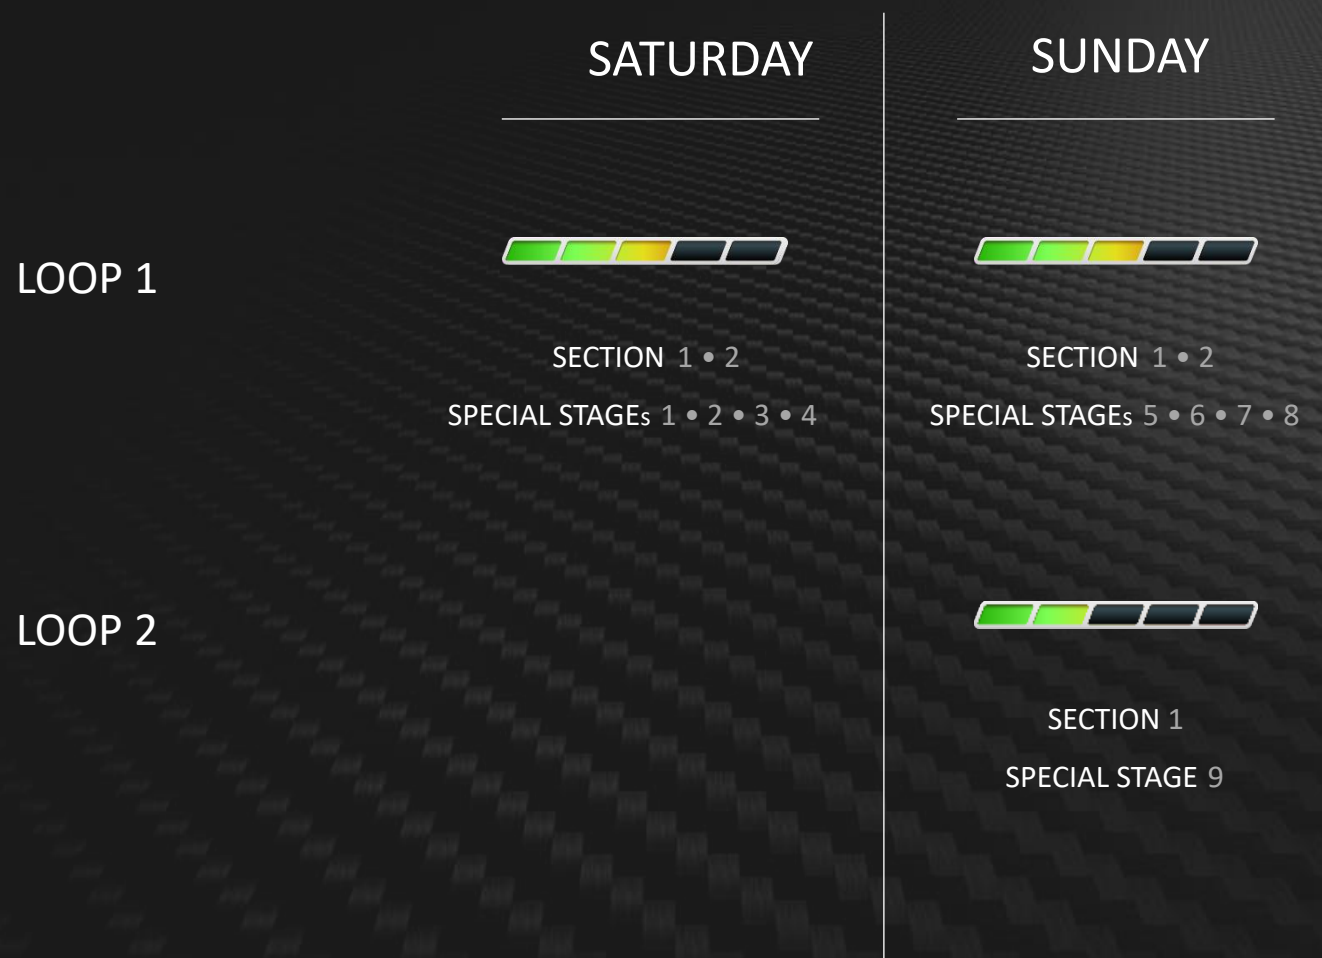 SATURDAY
SUNDAY
LOOP 1
SECTION 1 • 2
SPECIAL STAGEs 1 • 2 • 3 • 4
SECTION 1 • 2
SPECIAL STAGEs 5 • 6 • 7 • 8
LOOP 2
SECTION 1
SPECIAL STAGE 9